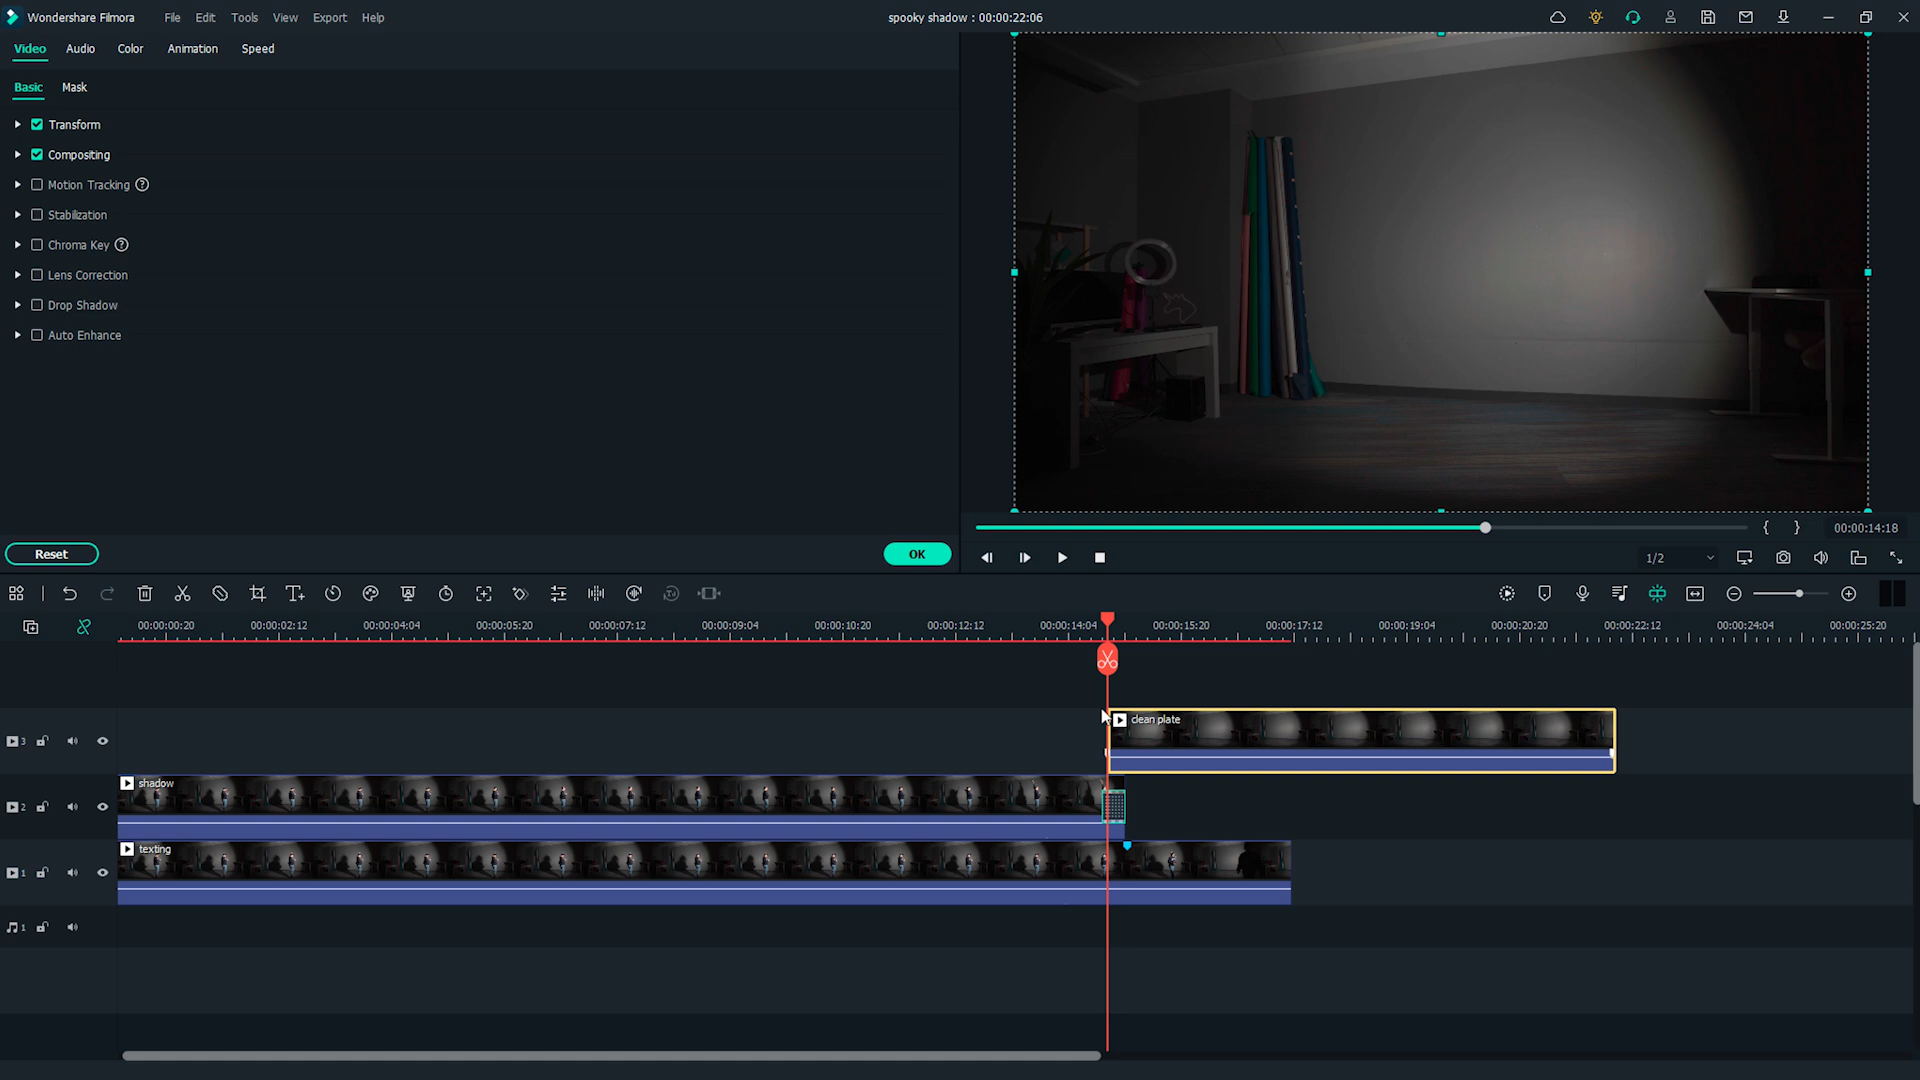 Wondershare Filmora File Edit Tools View Export Help spooky shadow : 00:00:22:06
Video Audio Color Animation Speed
Basic Mask
Transform
Compositing
Motion Tracking ?
Stabilization
Chroma Key ?
Lens Correction
Drop Shadow
Auto Enhance
Reset OK
{ } 00:00:14:18
1/2
00:00:00:20 00:00:02:12 00:00:04:04 00:00:05:20 00:00:07:12 00:00:09:04 00:00:10:20 00:00:12:12 00:00:14:04 00:00:15:20 00:00:17:12 00:00:19:04 00:00:20:20 00:00:22:12 00:00:24:04 00:00:25:20
3 clean plate
shadow
2
texting
1
1